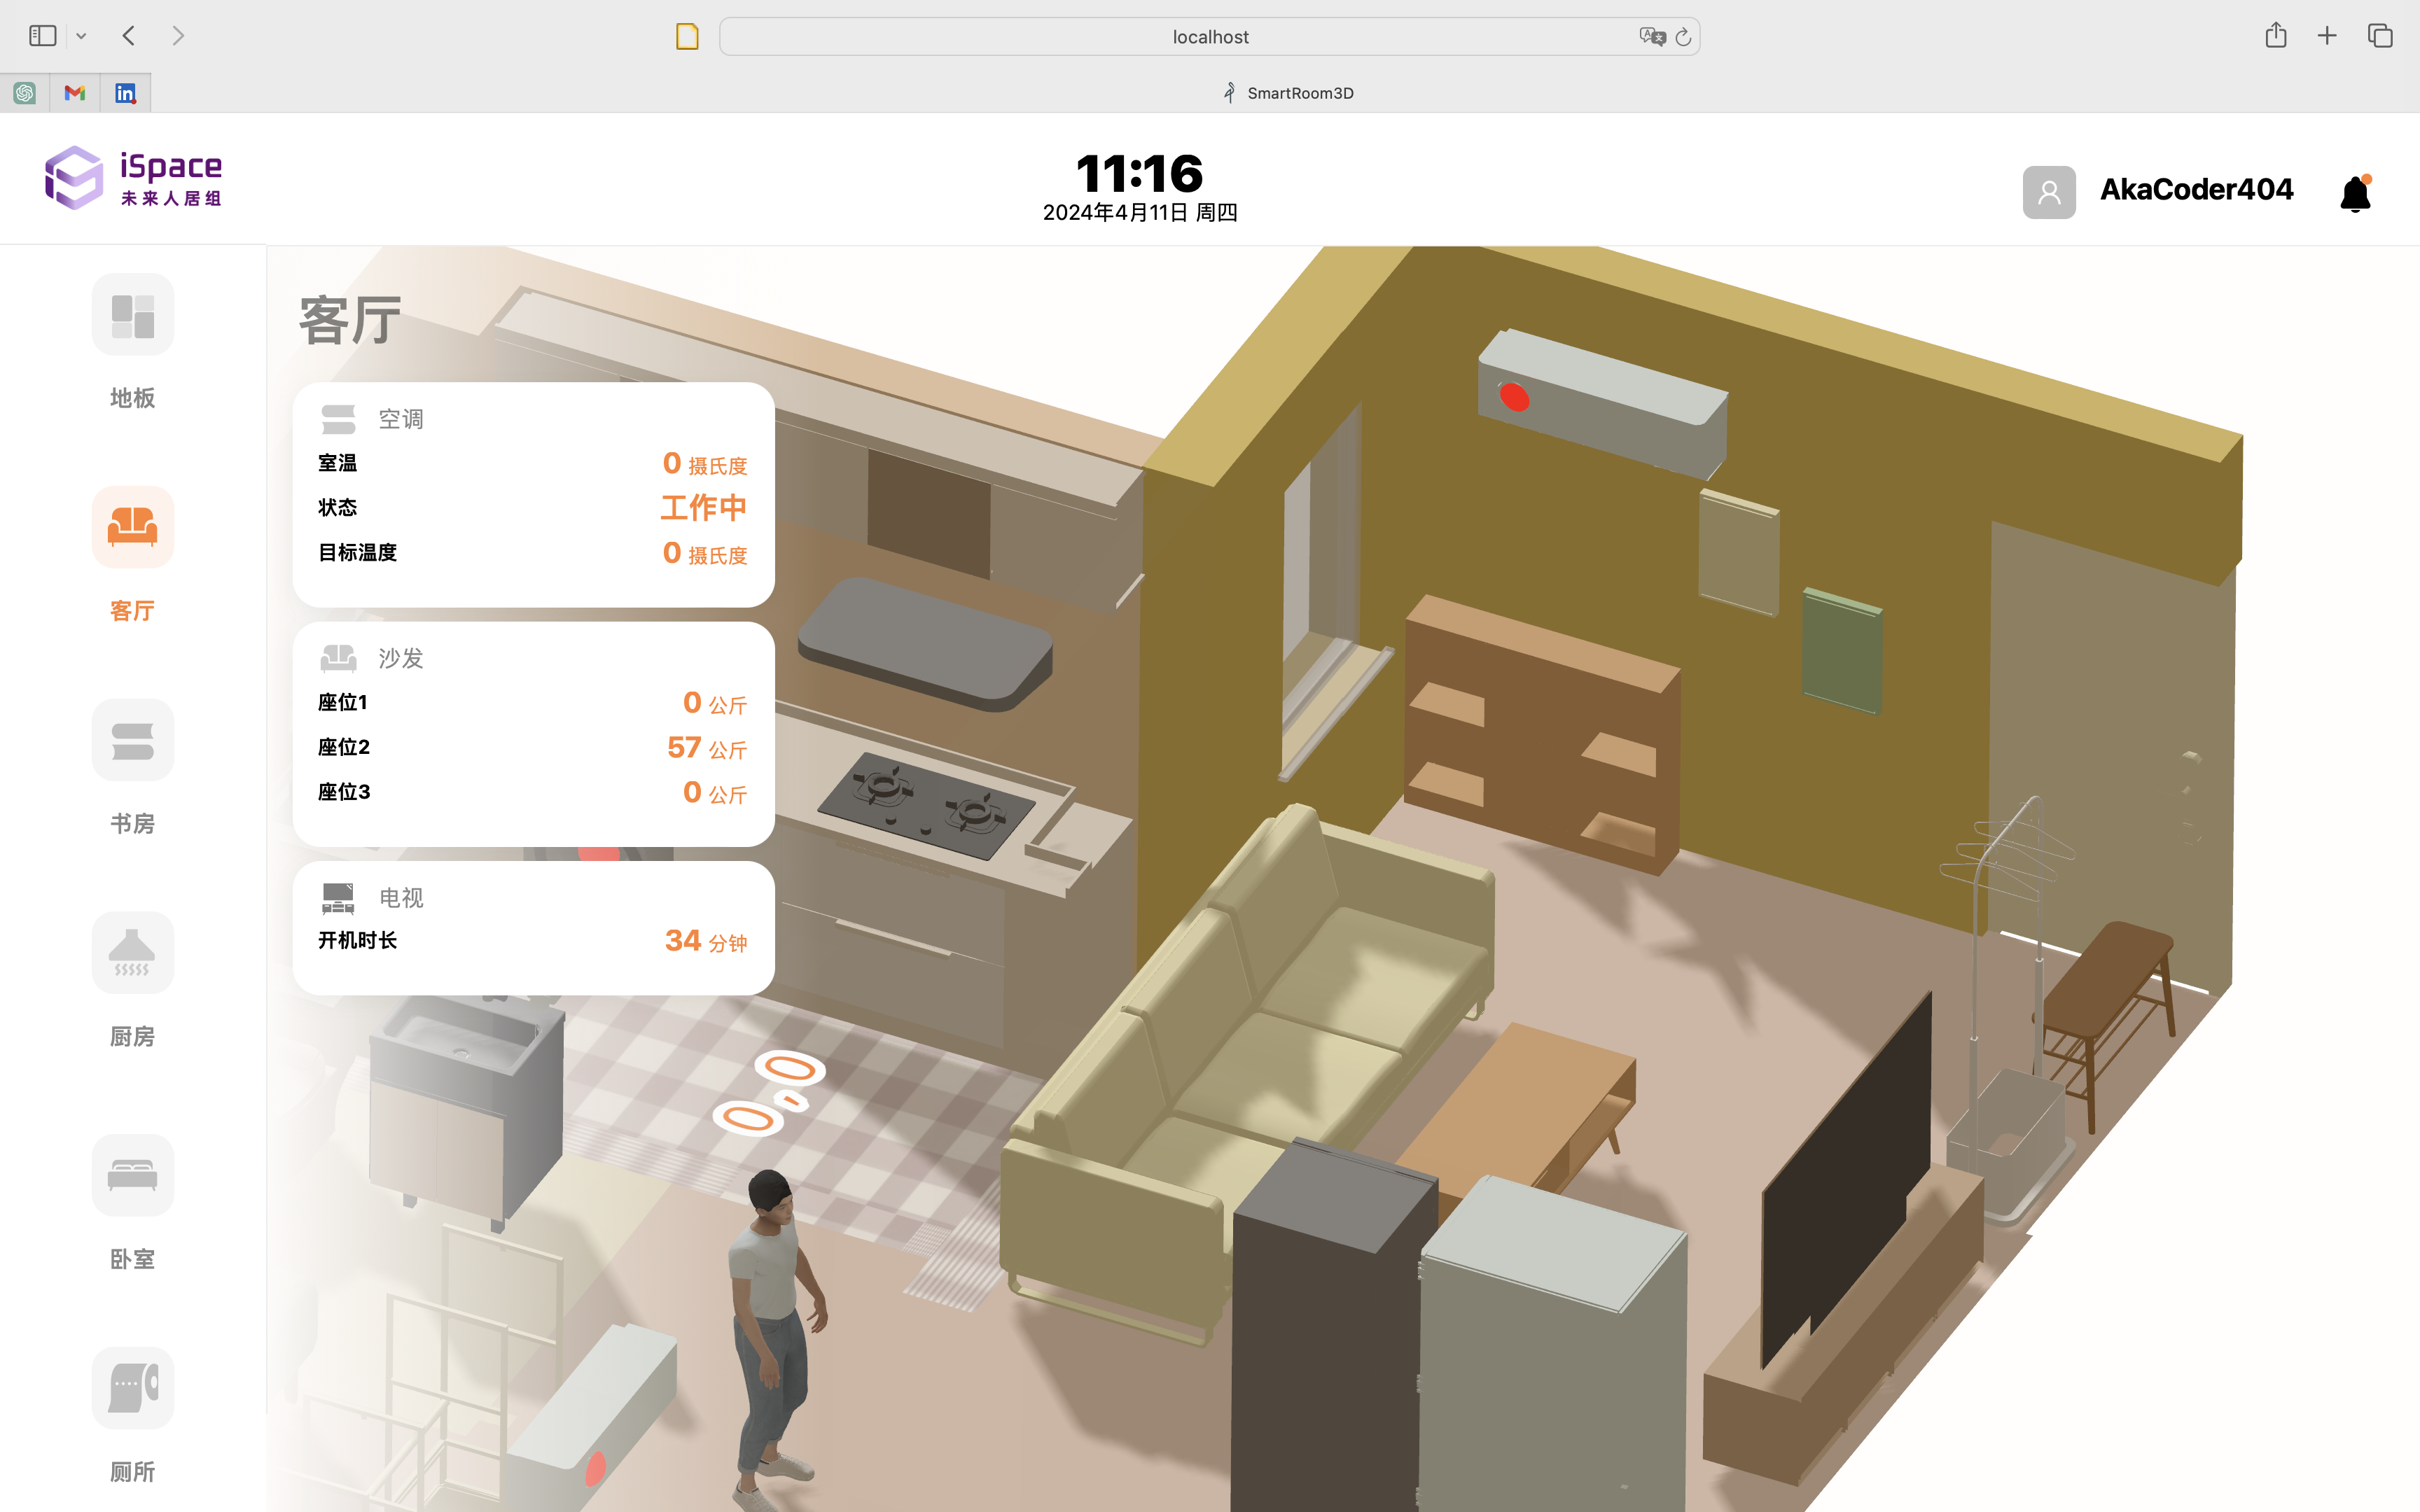 localhost
SmartRoom3D
iSpace
未来人居组
11:16
2024年4月11日 周四
AkaCoder404
地板
客厅
书房
厨房
卧室
厕所
客厅
空调
室温 0 摄氏度
状态 工作中
目标温度 0 摄氏度
沙发
座位1 0 公斤
座位2 57 公斤
座位3 0 公斤
电视
开机时长 34 分钟
0-0